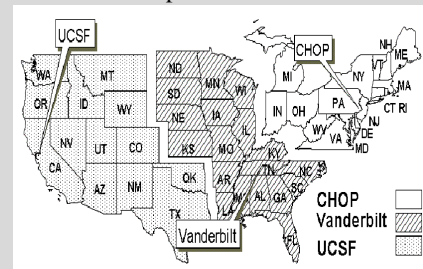 UCSF
CHOP
WA
MT
ND
MN
WI
MI
NY
VT
NH
ME
MA
CT RI
OR
ID
WY
SD
IA
NE
IL
IN
OH
PA
NJ
DE
MD
WV
VA
NV
UT
CO
KS
MO
KY
CA
AZ
NM
OK
AR
TN
NC
SC
AL
GA
TX
FL
Vanderbilt
CHOP
Vanderbilt
UCSF